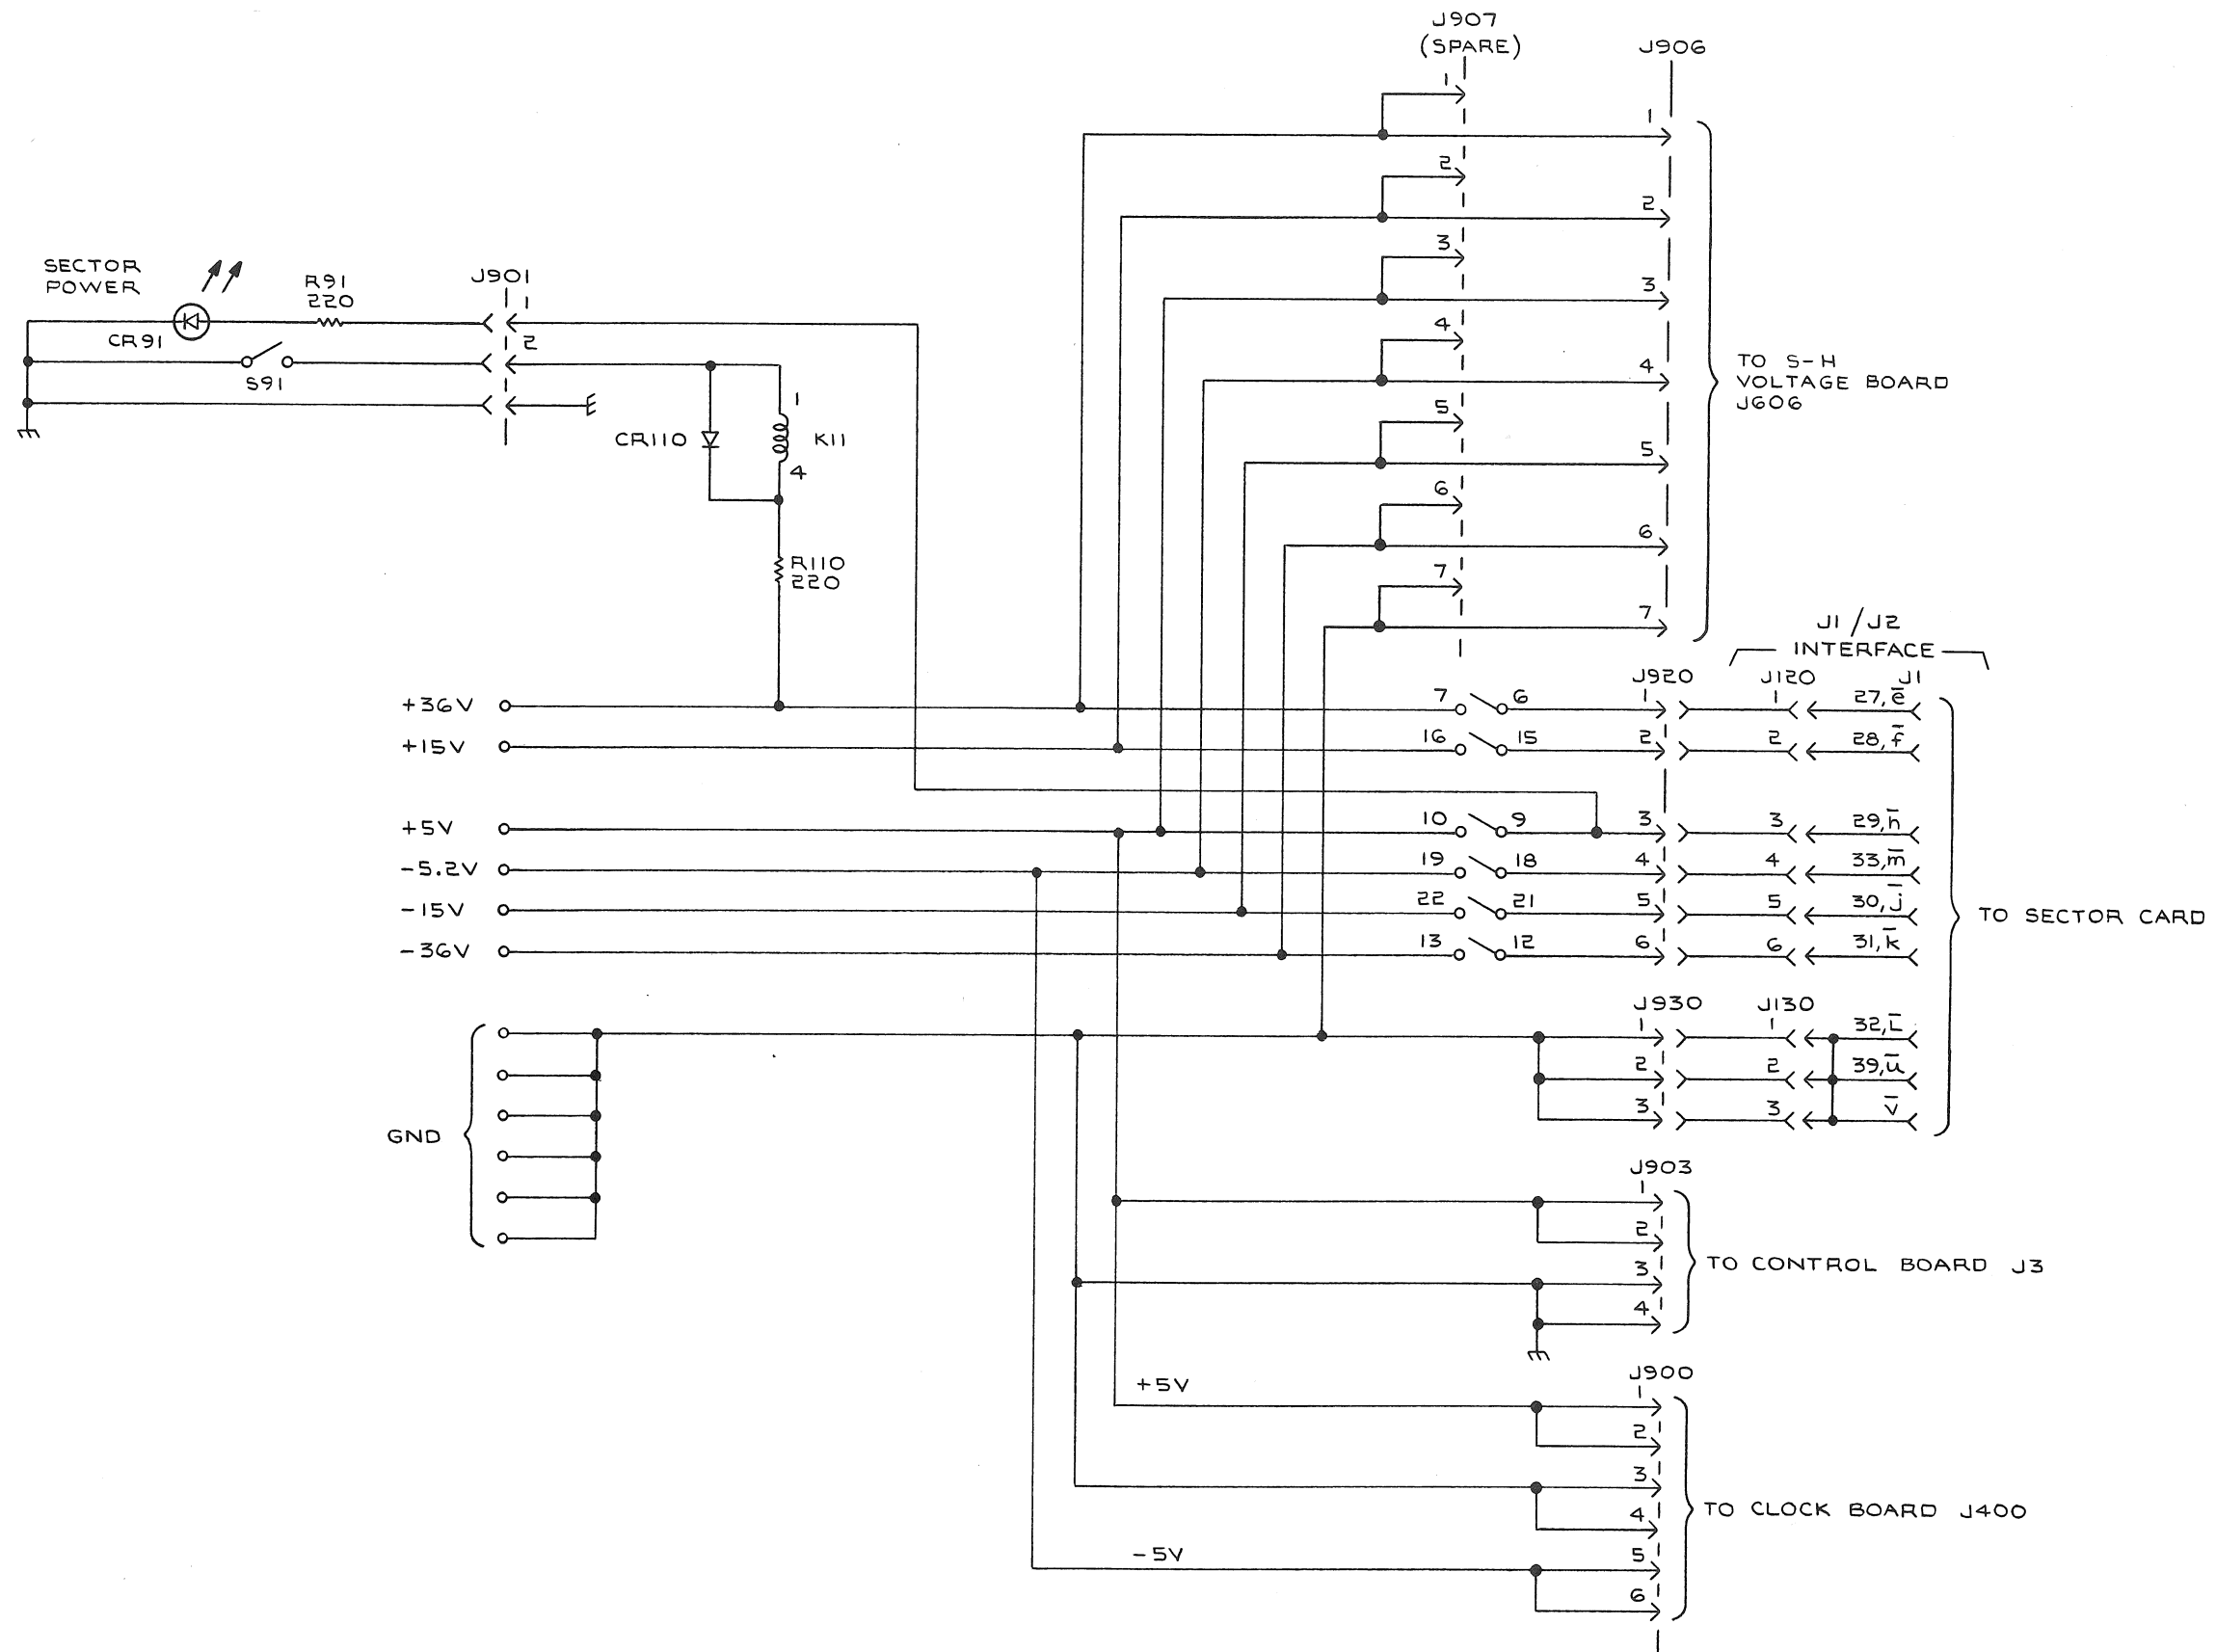 J907
(SPARE)
J906
1
1
2
2
3
3
4
4
5
5
6
6
7
7
TO S-H
VOLTAGE BOARD
J606
SECTOR
POWER
R91
220
J901
1
CR91
2
S91
1
CR110
K11
4
R110
220
J1/J2
INTERFACE
J920
J120
J1
+36V
7
6
1
1
27,e̅
+15V
16
15
2
2
28,f̅
+5V
10
9
3
3
29,h̅
-5.2V
19
18
4
4
33,m̅
-15V
22
21
5
5
30,j̅
-36V
13
12
6
6
31,k̅
TO SECTOR CARD
J930
J130
1
1
32,L̅
2
2
39,u̅
3
3
v̅
GND
J903
1
2
3
4
TO CONTROL BOARD J3
J900
+5V
1
2
3
4
-5V
5
6
TO CLOCK BOARD J400